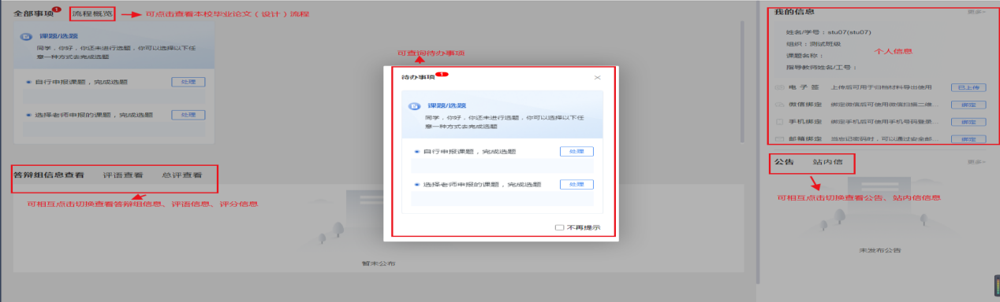 全部事项 1 流程概览 可点击查看本校毕业论文（设计）流程
课题/选题
同学，你好，你还未进行选题，你可以选择以下任
意一种方式去完成选题
自行申报课题，完成选题 处理
选择老师申报的课题，完成选题 处理
答辩组信息查看 评语查看 总评查看
可相互点击切换查看答辩组信息、评语信息、评分信息
暂未公布
可查询待办事项
待办事项 1 ×
课题/选题
同学，你好，你还未进行选题，你可以选择以下任
意一种方式去完成选题
自行申报课题，完成选题 处理
选择老师申报的课题，完成选题 处理
不再提示
我的信息 更多»
姓名/学号：stu07(stu07)
组织：测试班级
课题名称：
指导教师姓名/工号：
个人信息
电子签 上传后可用于归档材料导出使用 已上传
微信绑定 绑定微信后可使用微信扫描二维... 绑定
手机绑定 绑定手机后可使用手机号码登录... 绑定
邮箱绑定 当忘记密码时，可以通过安全邮... 绑定
公告 站内信 更多»
可相互点击切换查看公告、站内信信息
未发布公告